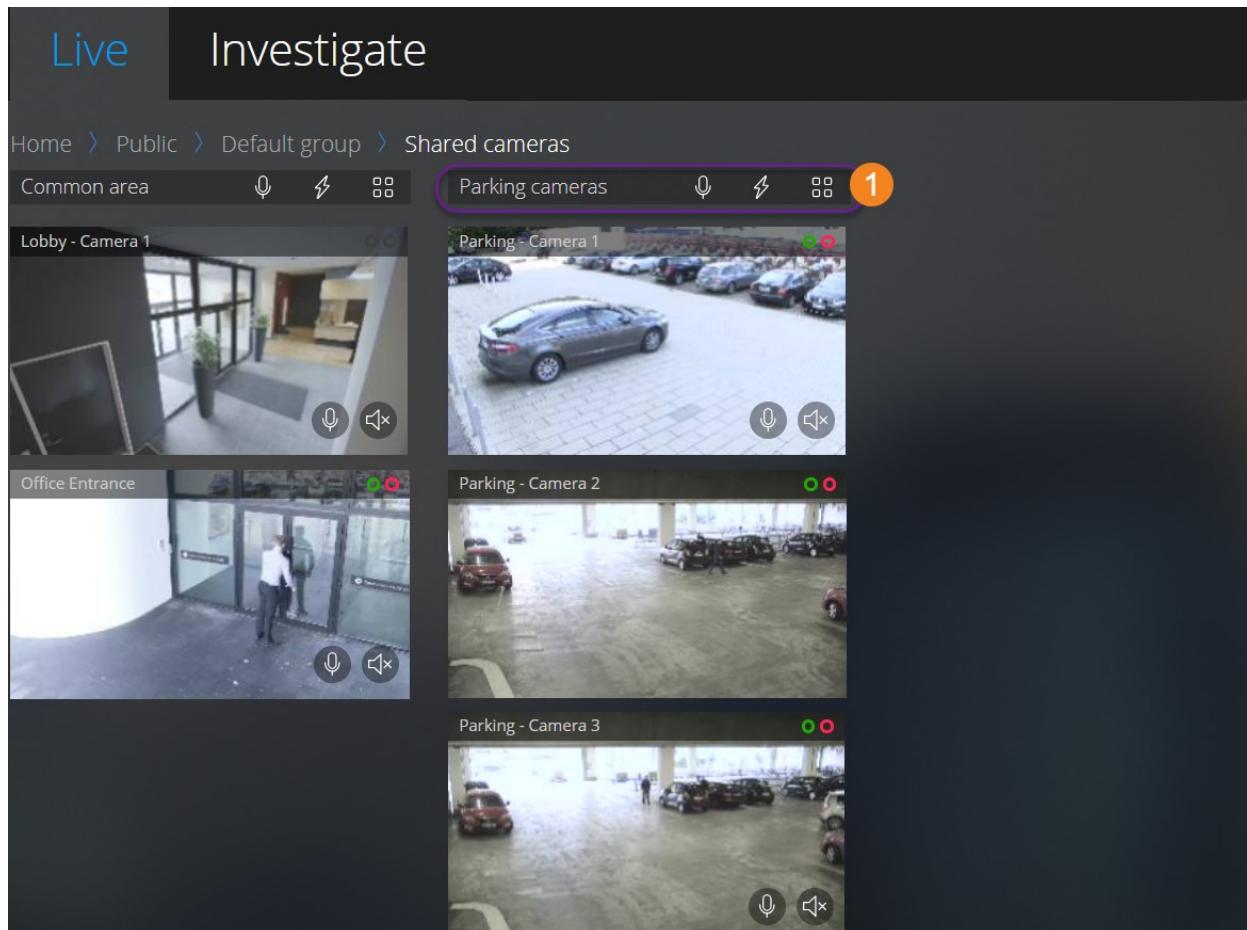 Live Investigate
Home 〉 Public 〉 Default group 〉 Shared cameras
Common area
Parking cameras
1
Lobby - Camera 1
Parking - Camera 1
Office Entrance
Parking - Camera 2
Parking - Camera 3